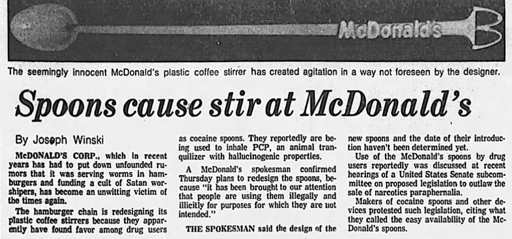 McDonald's
The seemingly innocent McDonald's plastic coffee stirrer has created agitation in a way not foreseen by the designer.
Spoons cause stir at McDonald's
By Joseph Winski
McDONALD'S CORP., which in recent
years has had to put down unfounded ru-
mors that it was serving worms in ham-
burgers and funding a cult of Satan wor-
shipers, has become an unwitting victim of
the times again.
The hamburger chain is redesigning its
plastic coffee stirrers because they appar-
ently have found favor among drug users
as cocaine spoons. They reportedly are be-
ing used to inhale PCP, an animal tran-
quilizer with hallucinogenic properties.
A McDonald's spokesman confirmed
Thursday plans to redesign the spoons, be-
cause "it has been brought to our attention
that people are using them illegally and
illicitly for purposes for which they are not
intended."
THE SPOKESMAN said the design of the
new spoons and the date of their introduc-
tion haven't been determined yet.
Use of the McDonald's spoons by drug
users reportedly was discussed at recent
hearings of a United States Senate subcom-
mittee on proposed legislation to outlaw the
sale of narcotics paraphernalia.
Makers of cocaine spoons and other de-
vices protested such legislation, citing what
they called the easy availability of the Mc-
Donald's spoons.